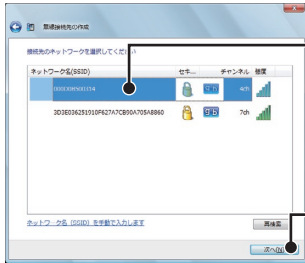 無線接続先の作成
接続先のネットワークを選択してください
ネットワーク名(SSID) セキ... チャンネル 強度
4ch
3D3E036251910F627A7CB90A705A8860 7ch
ネットワーク名（SSID）を手動で入力します 再検索
次へ(N)